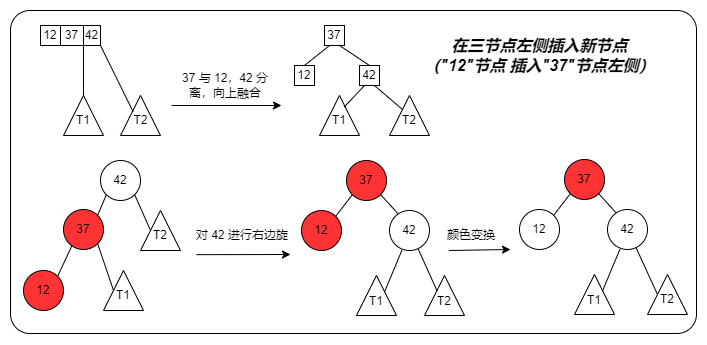 在三节点左侧插入新节点
("12"节点 插入"37"节点左侧)
12 37 42
T1 T2
37 与 12，42 分
离，向上融合
37
12 42
T1 T2
42
37
T2
12
T1
对 42 进行右边旋
37
12 42
T1 T2
颜色变换
37
12 42
T1 T2